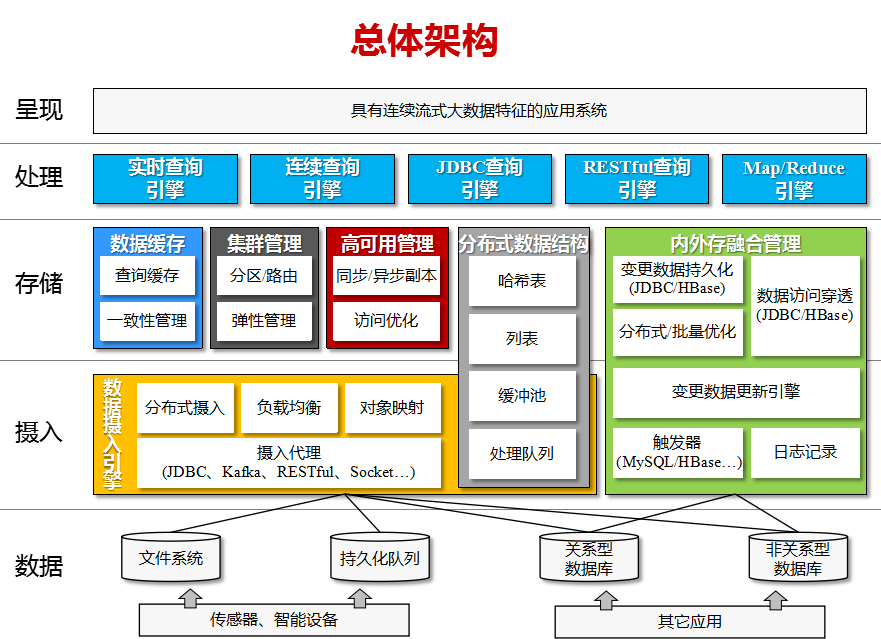 总体架构
呈现
具有连续流式大数据特征的应用系统
处理
实时查询
引擎
连续查询
引擎
JDBC查询
引擎
RESTful查询
引擎
Map/Reduce
引擎
存储
数据缓存
查询缓存
一致性管理
集群管理
分区/路由
弹性管理
高可用管理
同步/异步副本
访问优化
分布式数据结构
哈希表
列表
缓冲池
处理队列
内外存融合管理
变更数据持久化
(JDBC/HBase)
分布式/批量优化
数据访问穿透
(JDBC/HBase)
变更数据更新引擎
触发器
(MySQL/HBase…)
日志记录
摄入
数据摄入引擎
分布式摄入
负载均衡
对象映射
摄入代理
(JDBC、Kafka、RESTful、Socket…)
数据
文件系统
持久化队列
关系型
数据库
非关系型
数据库
传感器、智能设备
其它应用